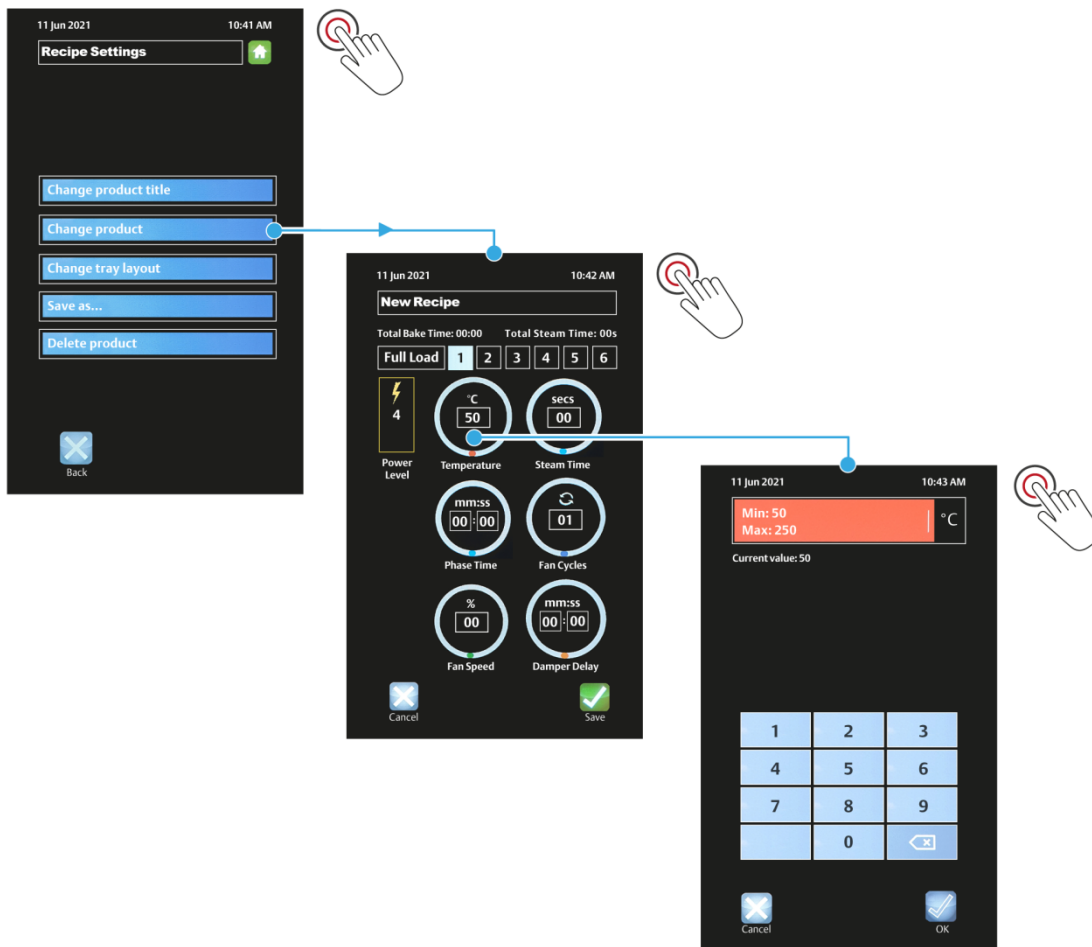 11 Jun 2021 10:41 AM
Recipe Settings
Change product title
Change product
Change tray layout
Save as...
Delete product
Back
11 Jun 2021 10:42 AM
New Recipe
Total Bake Time: 00:00 Total Steam Time: 00s
Full Load 1 2 3 4 5 6
4
Power
Level
°C
50
Temperature
secs
00
Steam Time
mm:ss
00:00
Phase Time
01
Fan Cycles
%
00
Fan Speed
mm:ss
00:00
Damper Delay
Cancel
Save
11 Jun 2021 10:43 AM
Min: 50
Max: 250
°C
Current value: 50
1 2 3
4 5 6
7 8 9
0
Cancel
OK